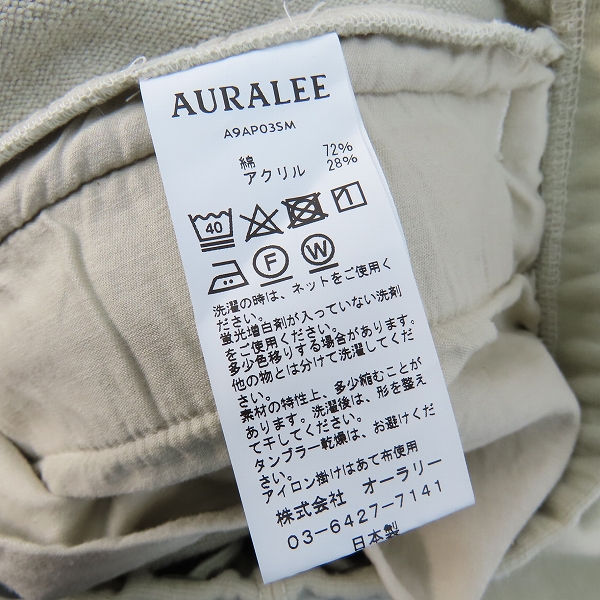 AURALEE
A9AP03SM
綿 72%
アクリル 28%
40
F W
洗濯の時は、ネットをご使用く
ださい。
蛍光増白剤が入っていない洗剤
をご使用ください。
多少色移りする場合があります。
他の物とは分けて洗濯してくだ
さい。
素材の特性上、多少縮むことが
あります。洗濯後は、形を整え
て干してください。
タンブラー乾燥は、お避けくだ
さい。
アイロン掛けはあて布使用
株式会社 オーラリー
03-6427-7141
日本製